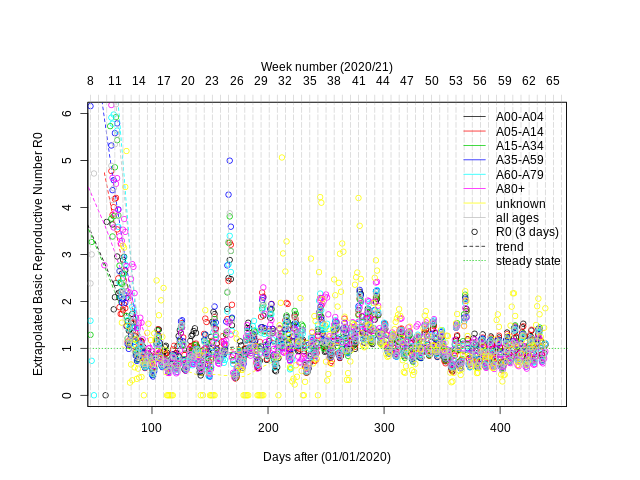 Week number (2020/21)
8 11 14 17 20 23 26 29 32 35 38 41 44 47 50 53 56 59 62 65
Extrapolated Basic Reproductive Number R0
6
5
4
3
2
1
0
A00-A04
A05-A14
A15-A34
A35-A59
A60-A79
A80+
unknown
all ages
R0 (3 days)
trend
steady state
100 200 300 400
Days after (01/01/2020)